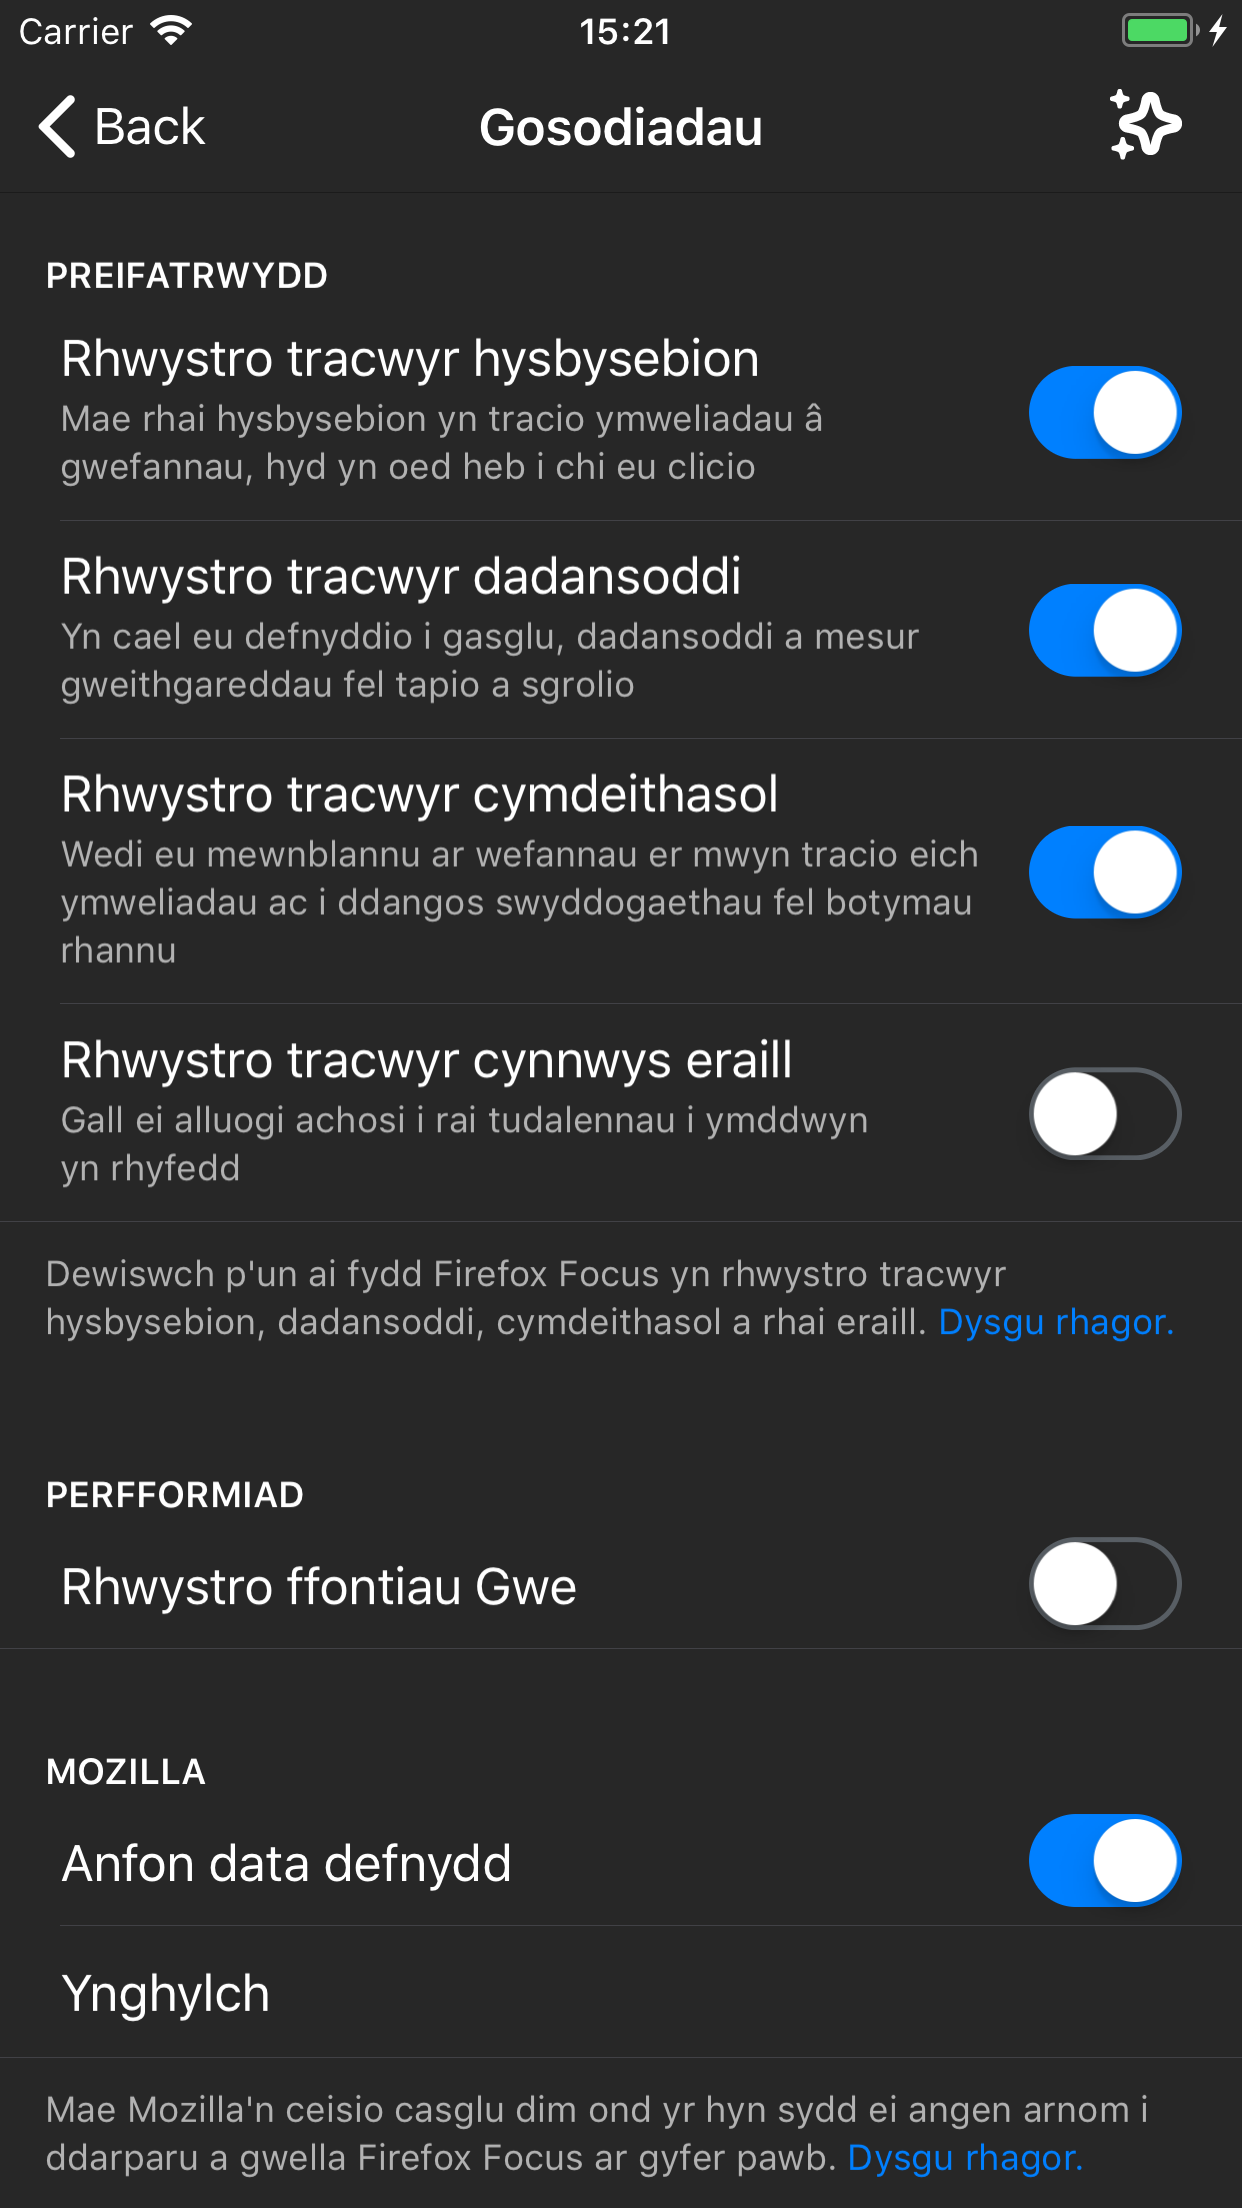 Carrier 15:21
Back Gosodiadau
PREIFATRWYDD
Rhwystro tracwyr hysbysebion
Mae rhai hysbysebion yn tracio ymweliadau â
gwefannau, hyd yn oed heb i chi eu clicio
Rhwystro tracwyr dadansoddi
Yn cael eu defnyddio i gasglu, dadansoddi a mesur
gweithgareddau fel tapio a sgrolio
Rhwystro tracwyr cymdeithasol
Wedi eu mewnblannu ar wefannau er mwyn tracio eich
ymweliadau ac i ddangos swyddogaethau fel botymau
rhannu
Rhwystro tracwyr cynnwys eraill
Gall ei alluogi achosi i rai tudalennau i ymddwyn
yn rhyfedd
Dewiswch p'un ai fydd Firefox Focus yn rhwystro tracwyr
hysbysebion, dadansoddi, cymdeithasol a rhai eraill. Dysgu rhagor.
PERFFORMIAD
Rhwystro ffontiau Gwe
MOZILLA
Anfon data defnydd
Ynghylch
Mae Mozilla'n ceisio casglu dim ond yr hyn sydd ei angen arnom i
ddarparu a gwella Firefox Focus ar gyfer pawb. Dysgu rhagor.